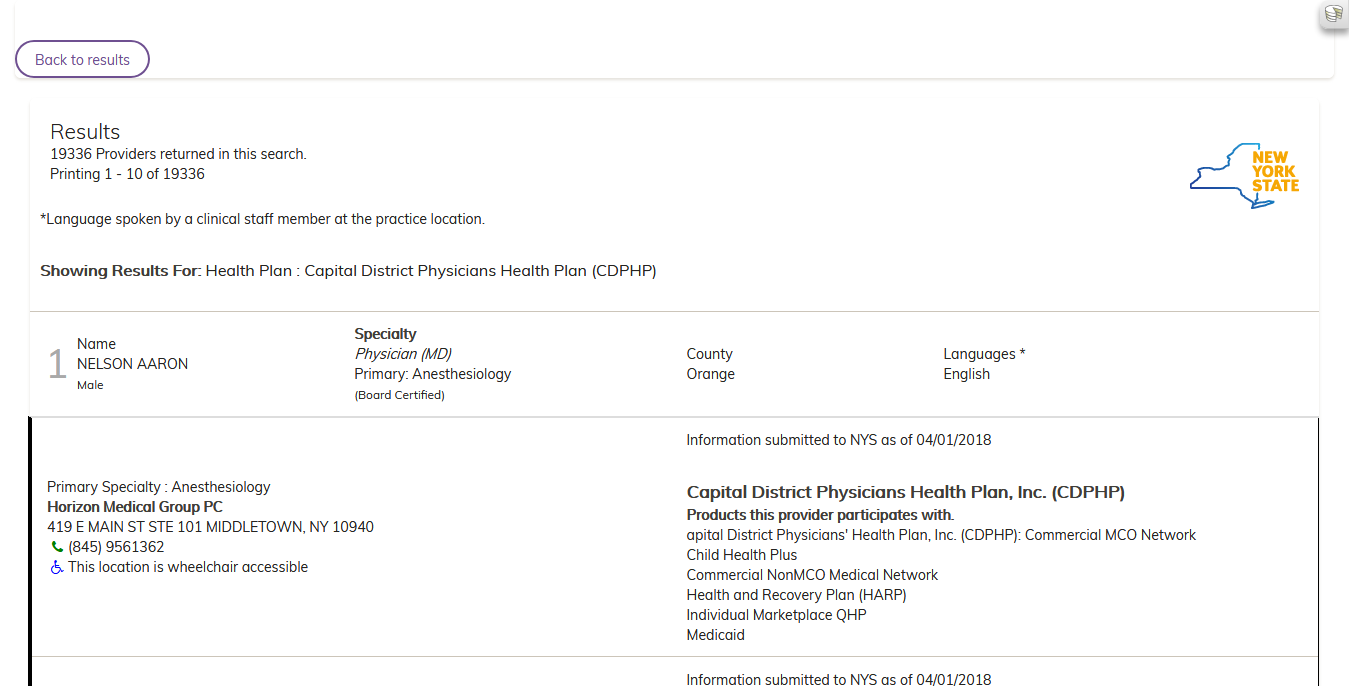 Back to results
Results
19336 Providers returned in this search.
Printing 1 - 10 of 19336
NEW
YORK
STATE
*Language spoken by a clinical staff member at the practice location.
Showing Results For: Health Plan : Capital District Physicians Health Plan (CDPHP)
1
Name
NELSON AARON
Male
Specialty
Physician (MD)
Primary: Anesthesiology
(Board Certified)
County
Orange
Languages *
English
Primary Specialty : Anesthesiology
Horizon Medical Group PC
419 E MAIN ST STE 101 MIDDLETOWN, NY 10940
(845) 9561362
This location is wheelchair accessible
Information submitted to NYS as of 04/01/2018
Capital District Physicians Health Plan, Inc. (CDPHP)
Products this provider participates with.
apital District Physicians' Health Plan, Inc. (CDPHP): Commercial MCO Network
Child Health Plus
Commercial NonMCO Medical Network
Health and Recovery Plan (HARP)
Individual Marketplace QHP
Medicaid
Information submitted to NYS as of 04/01/2018